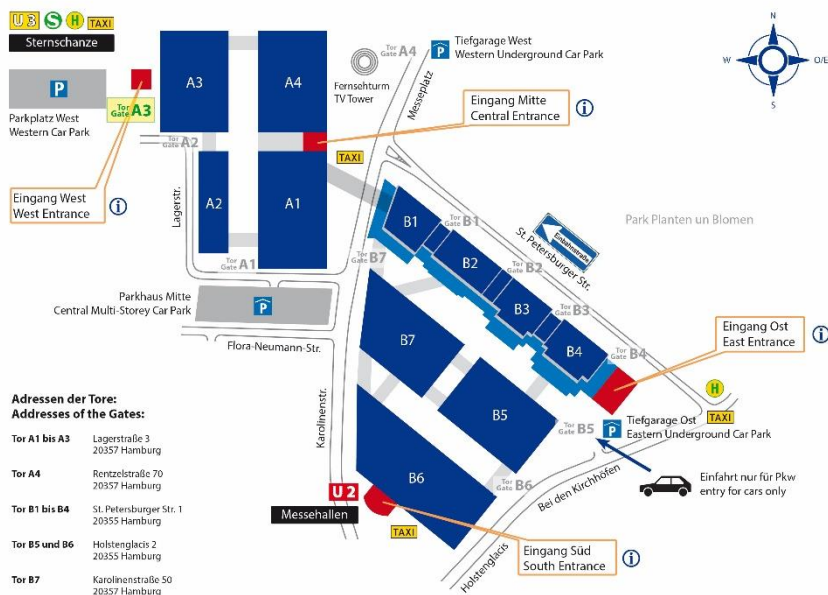 U3 S H TAXI
Sternschanze
P
Parkplatz West
Western Car Park
Tor
Gate A3
Eingang West
West Entrance
i
A3
A4
Tor
Gate A2
A2
A1
Lagerstr.
Tor
Gate A1
TAXI
Fernsehturm
TV Tower
Tor
Gate A4
Messeplatz
P
Tiefgarage West
Western Underground Car Park
Eingang Mitte
Central Entrance
i
N
W
O/E
S
Park Planten un Blomen
Einbahnstraße
St. Petersburger Str.
B1
Tor
Gate B1
B2
Tor
Gate B2
B3
Tor
Gate B3
B4
Tor
Gate B4
Tor
Gate B7
Parkhaus Mitte
Central Multi-Storey Car Park
P
Flora-Neumann-Str.
Karolinenstr.
B7
B5
B6
Eingang Ost
East Entrance
i
H
TAXI
P
Tiefgarage Ost
Eastern Underground Car Park
Tor
Gate B5
Tor
Gate B6
Bei den Kirchhöfen
Einfahrt nur für Pkw
entry for cars only
Holstenglacis
U2
Messehallen
TAXI
Eingang Süd
South Entrance
i
Adressen der Tore:
Addresses of the Gates:
Tor A1 bis A3 Lagerstraße 3
20357 Hamburg
Tor A4 Rentzelstraße 70
20357 Hamburg
Tor B1 bis B4 St. Petersburger Str. 1
20355 Hamburg
Tor B5 und B6 Holstenglacis 2
20355 Hamburg
Tor B7 Karolinenstraße 50
20357 Hamburg